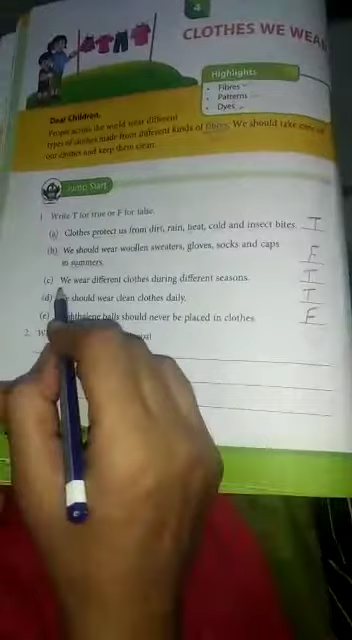 4
CLOTHES WE WEAR
Highlights
• Fibres
• Patterns
• Dyes
Dear Children,
People across the world wear different
types of clothes made from different kinds of fibres. We should take care of
our clothes and keep them clean.
Jump Start
1. Write T for true or F for false.
(a) Clothes protect us from dirt, rain, heat, cold and insect bites. T
(b) We should wear woollen sweaters, gloves, socks and caps
in summers. F
(c) We wear different clothes during different seasons. T
(d) should wear clean clothes daily. T
(e) balls should never be placed in clothes. F
2.